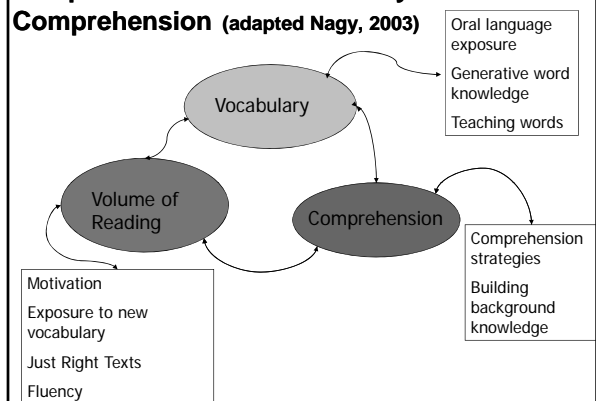 Comprehension (adapted Nagy, 2003)
Oral language
exposure
Generative word
knowledge
Teaching words
Vocabulary
Volume of
Reading
Comprehension
Comprehension
strategies
Building
background
knowledge
Motivation
Exposure to new
vocabulary
Just Right Texts
Fluency